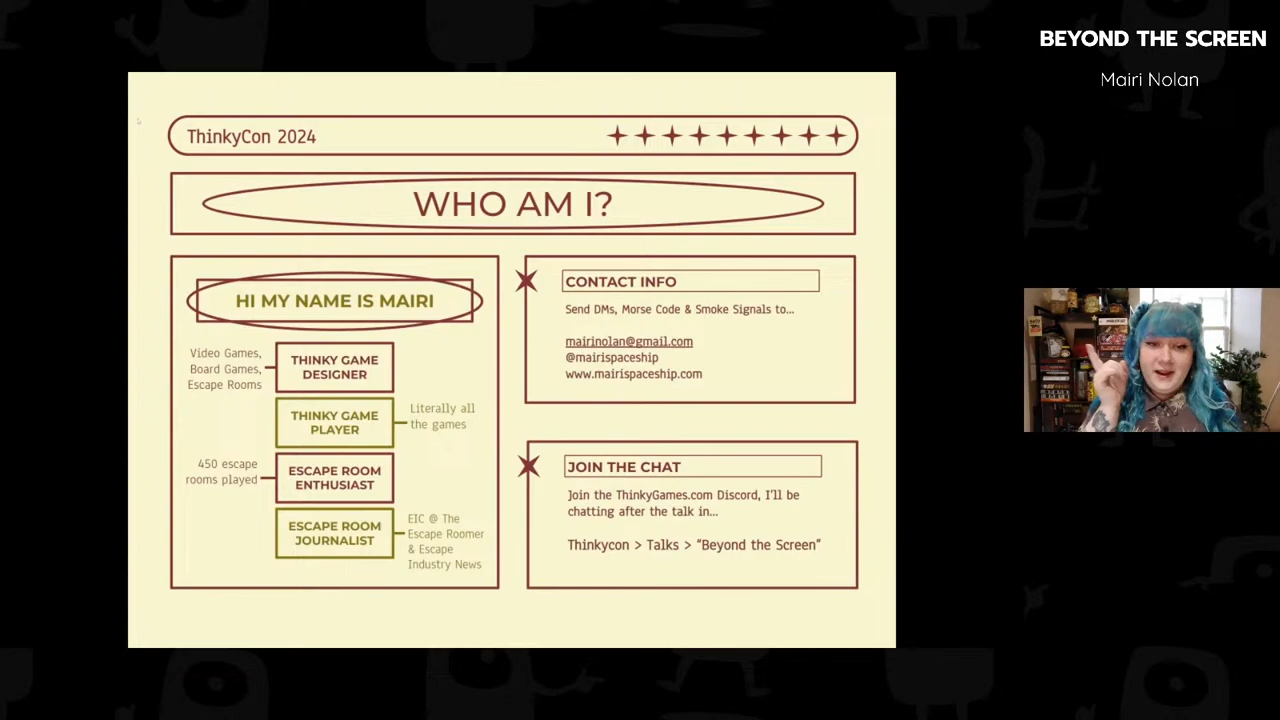 BEYOND THE SCREEN
Mairi Nolan
ThinkyCon 2024
WHO AM I?
HI MY NAME IS MAIRI
Video Games,
Board Games,
Escape Rooms
THINKY GAME
DESIGNER
THINKY GAME
PLAYER
Literally all
the games
450 escape
rooms played
ESCAPE ROOM
ENTHUSIAST
ESCAPE ROOM
JOURNALIST
EIC @ The
Escape Roomer
& Escape
Industry News
CONTACT INFO
Send DMs, Morse Code & Smoke Signals to...
mairinolan@gmail.com
@mairispaceship
www.mairispaceship.com
JOIN THE CHAT
Join the ThinkyGames.com Discord, I'll be
chatting after the talk in...
Thinkycon > Talks > “Beyond the Screen”